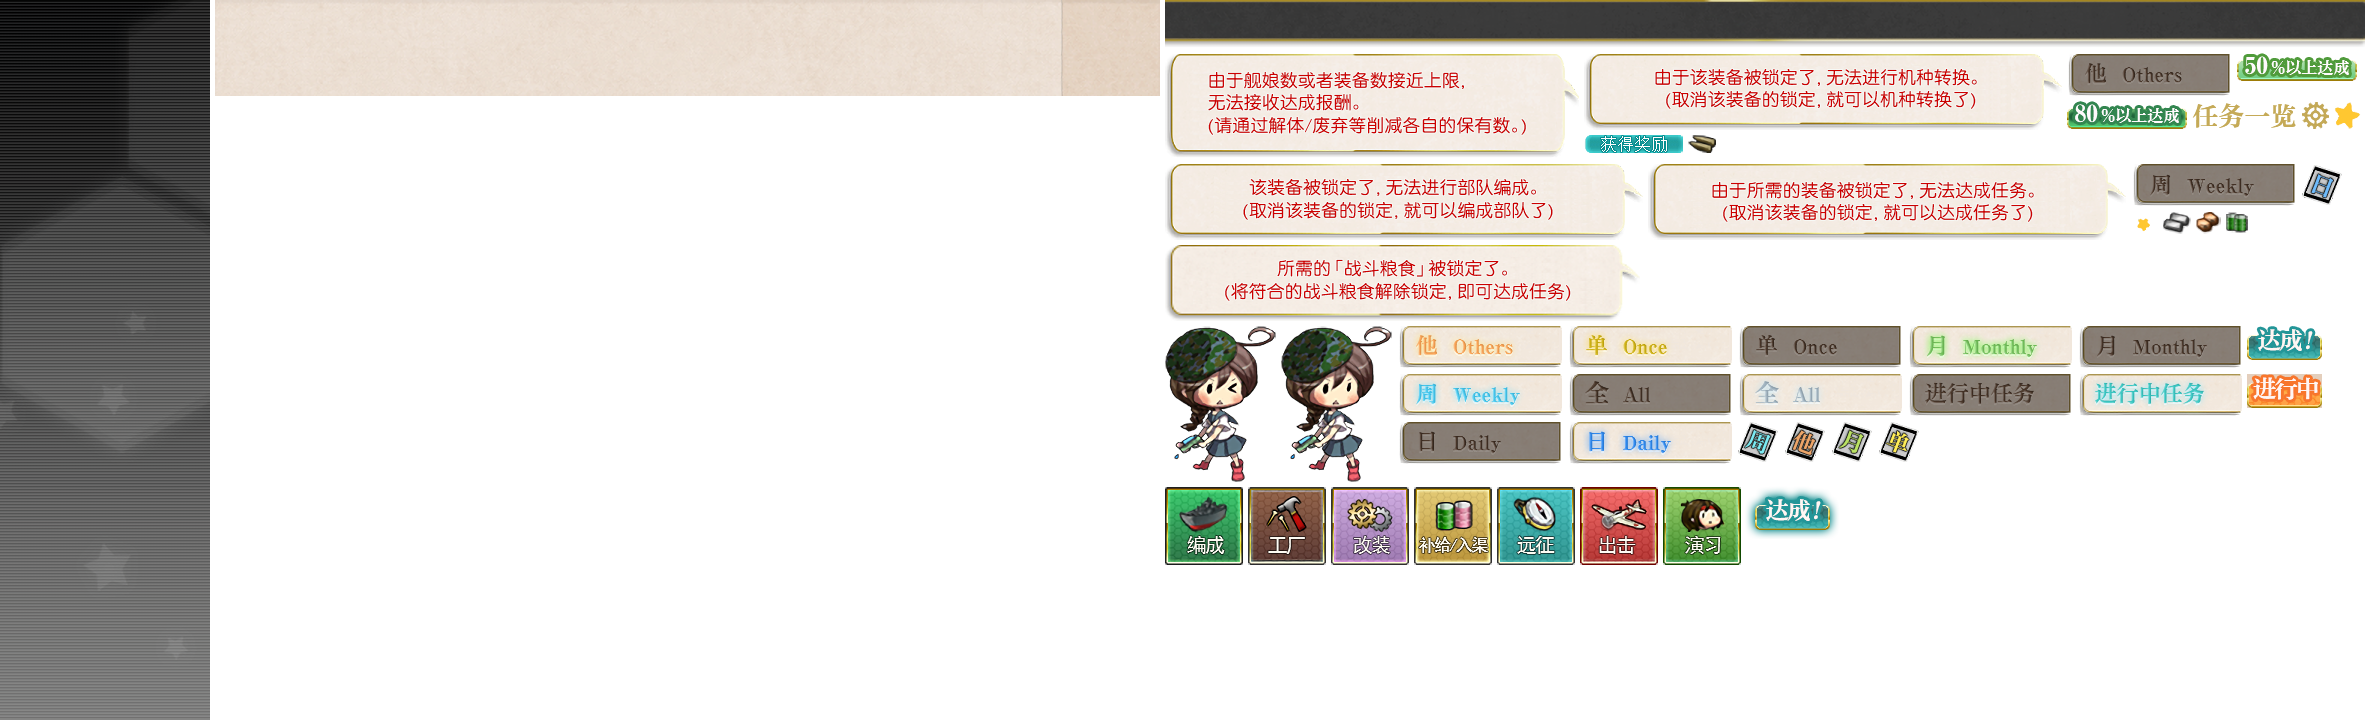 由于舰娘数或者装备数接近上限,
无法接收达成报酬。
(请通过解体/废弃等削减各自的保有数。)
由于该装备被锁定了, 无法进行机种转换。
(取消该装备的锁定, 就可以机种转换了)
他 Others
50%以上达成
80%以上达成
任务一览
获得奖励
该装备被锁定了, 无法进行部队编成。
(取消该装备的锁定, 就可以编成部队了)
由于所需的装备被锁定了, 无法达成任务。
(取消该装备的锁定, 就可以达成任务了)
周 Weekly
日
所需的「战斗粮食」被锁定了。
(将符合的战斗粮食解除锁定, 即可达成任务)
他 Others
单 Once
单 Once
月 Monthly
月 Monthly
达成!
周 Weekly
全 All
全 All
进行中任务
进行中任务
进行中
日 Daily
日 Daily
周
他
月
单
编成
工厂
改装
补给/入渠
远征
出击
演习
达成!